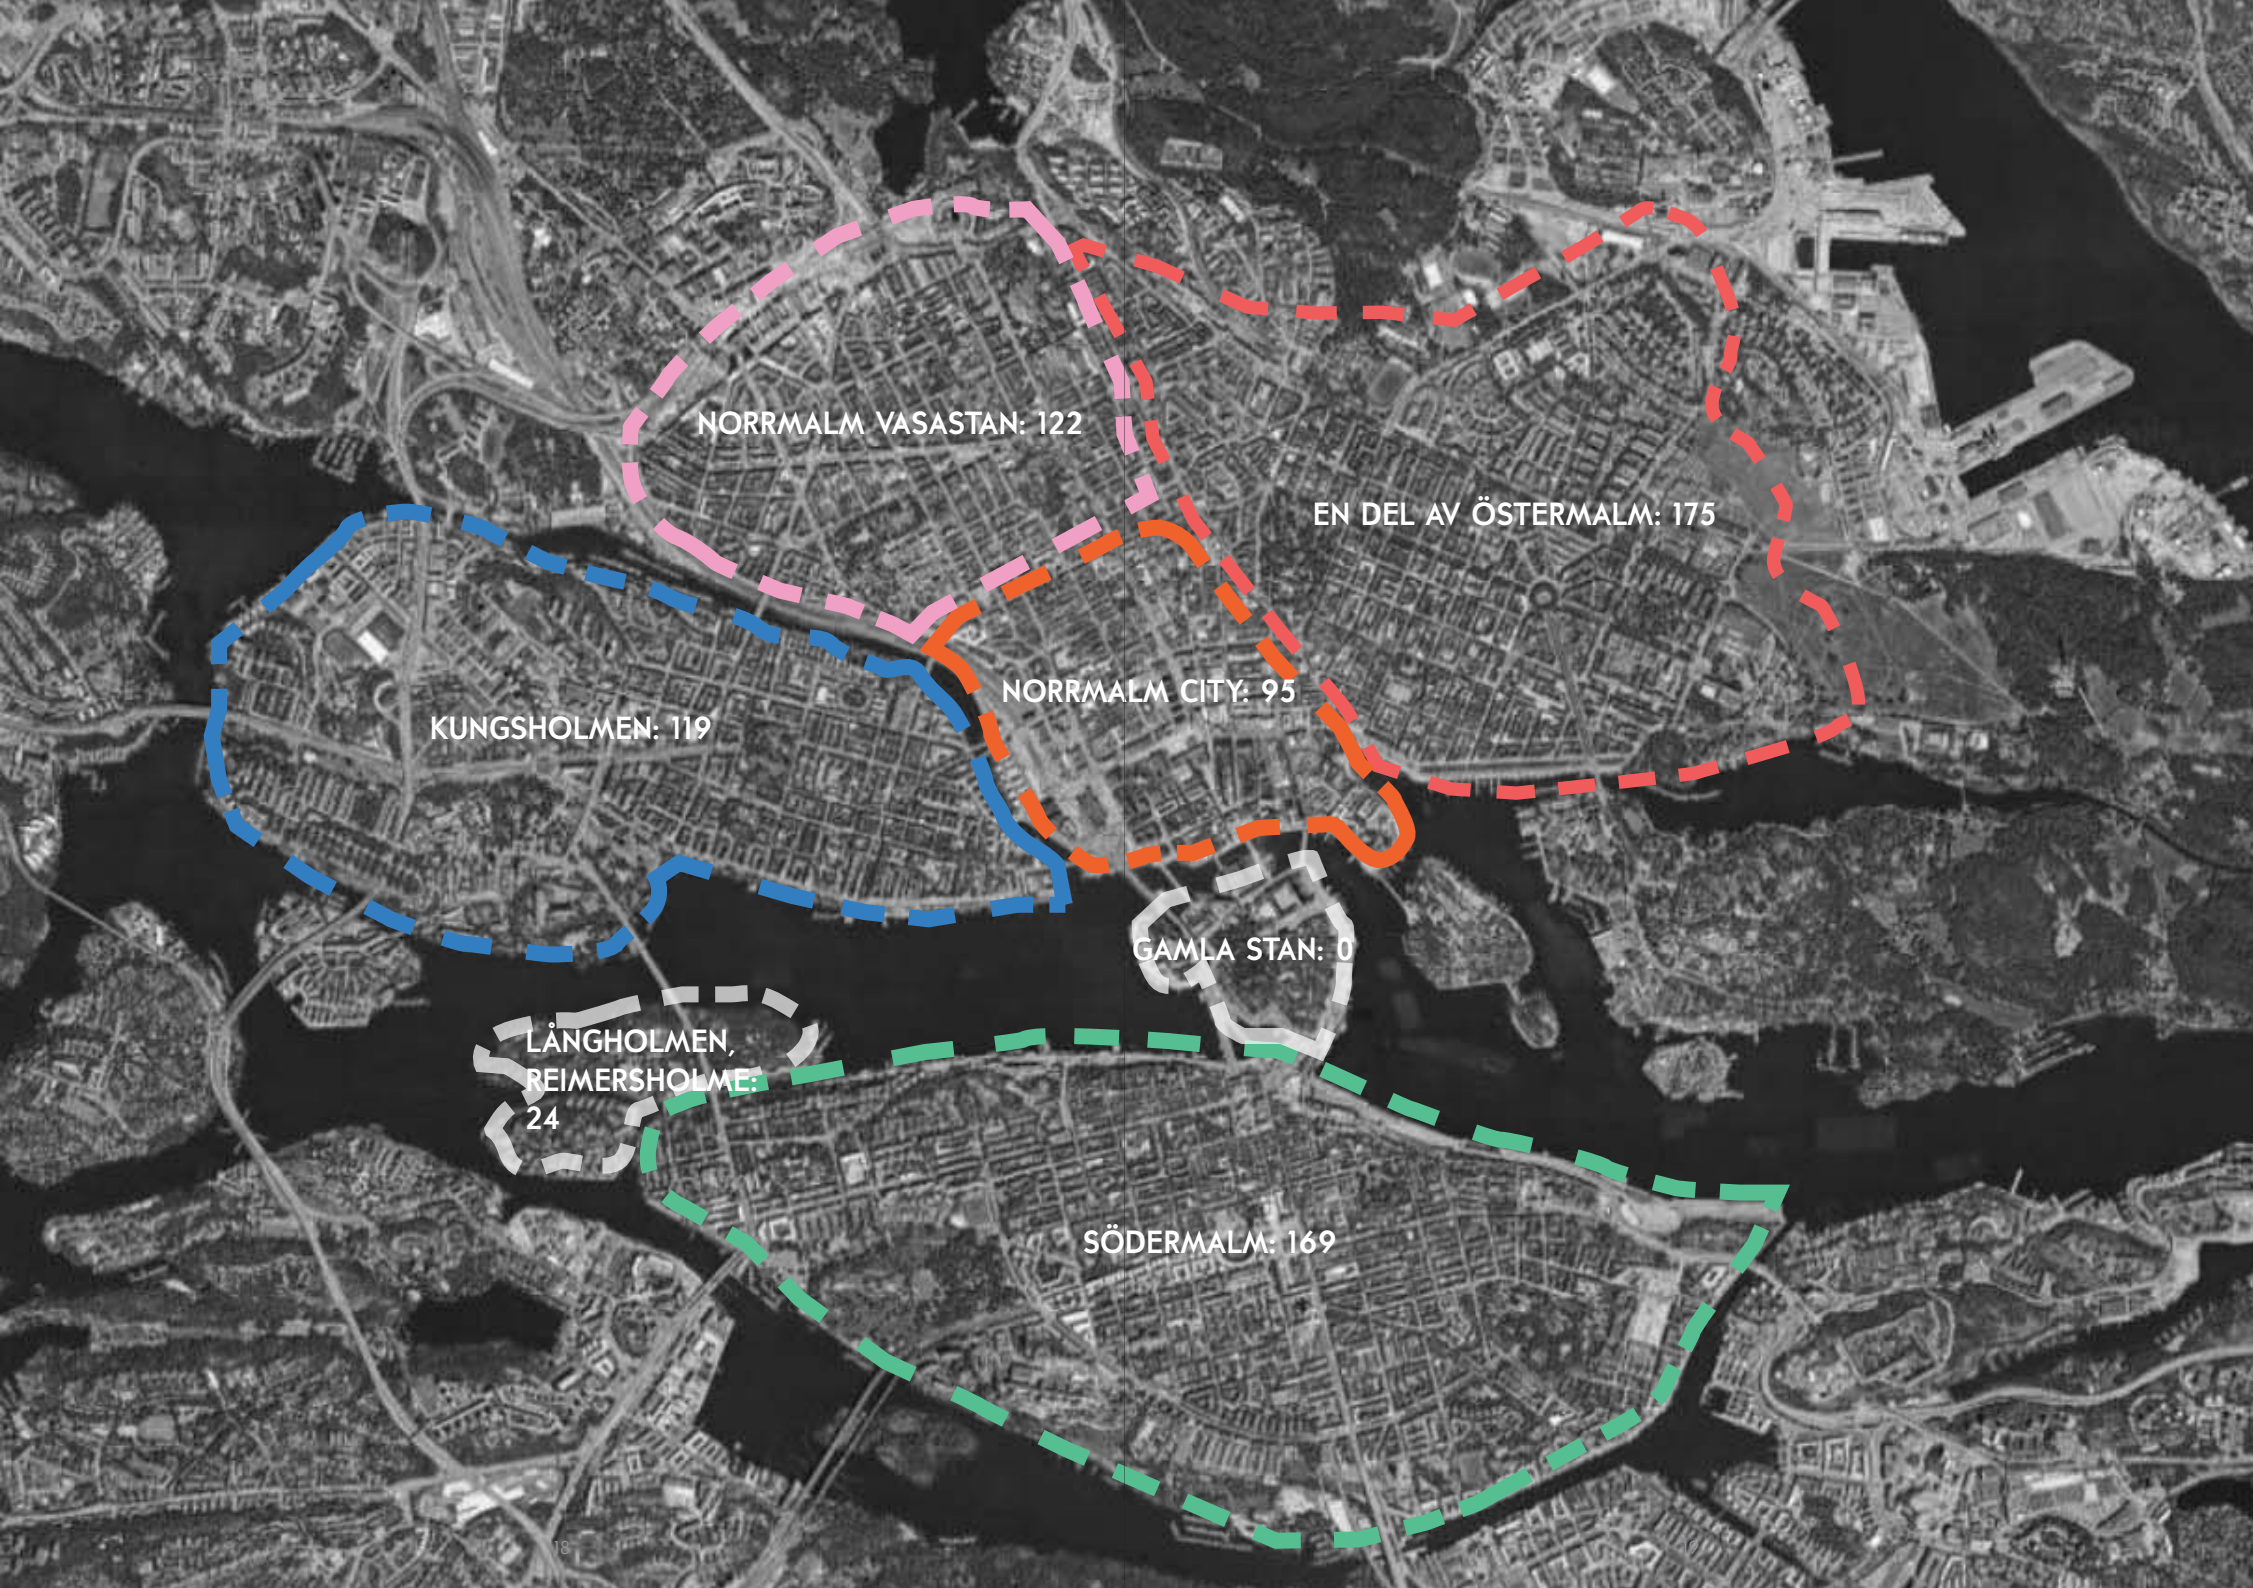 NORRMALM VASASTAN: 122
EN DEL AV ÖSTERMALM: 175
NORRMALM CITY: 95
KUNGSHOLMEN: 119
GAMLA STAN: 0
LÅNGHOLMEN,
REIMERSHOLME:
24
SÖDERMALM: 169
18